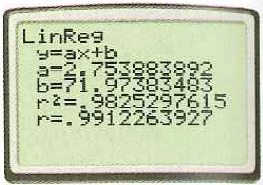 LinReg
y=ax+b
a=2.753883892
b=71.97383483
r²=.9825297615
r=.9912263927